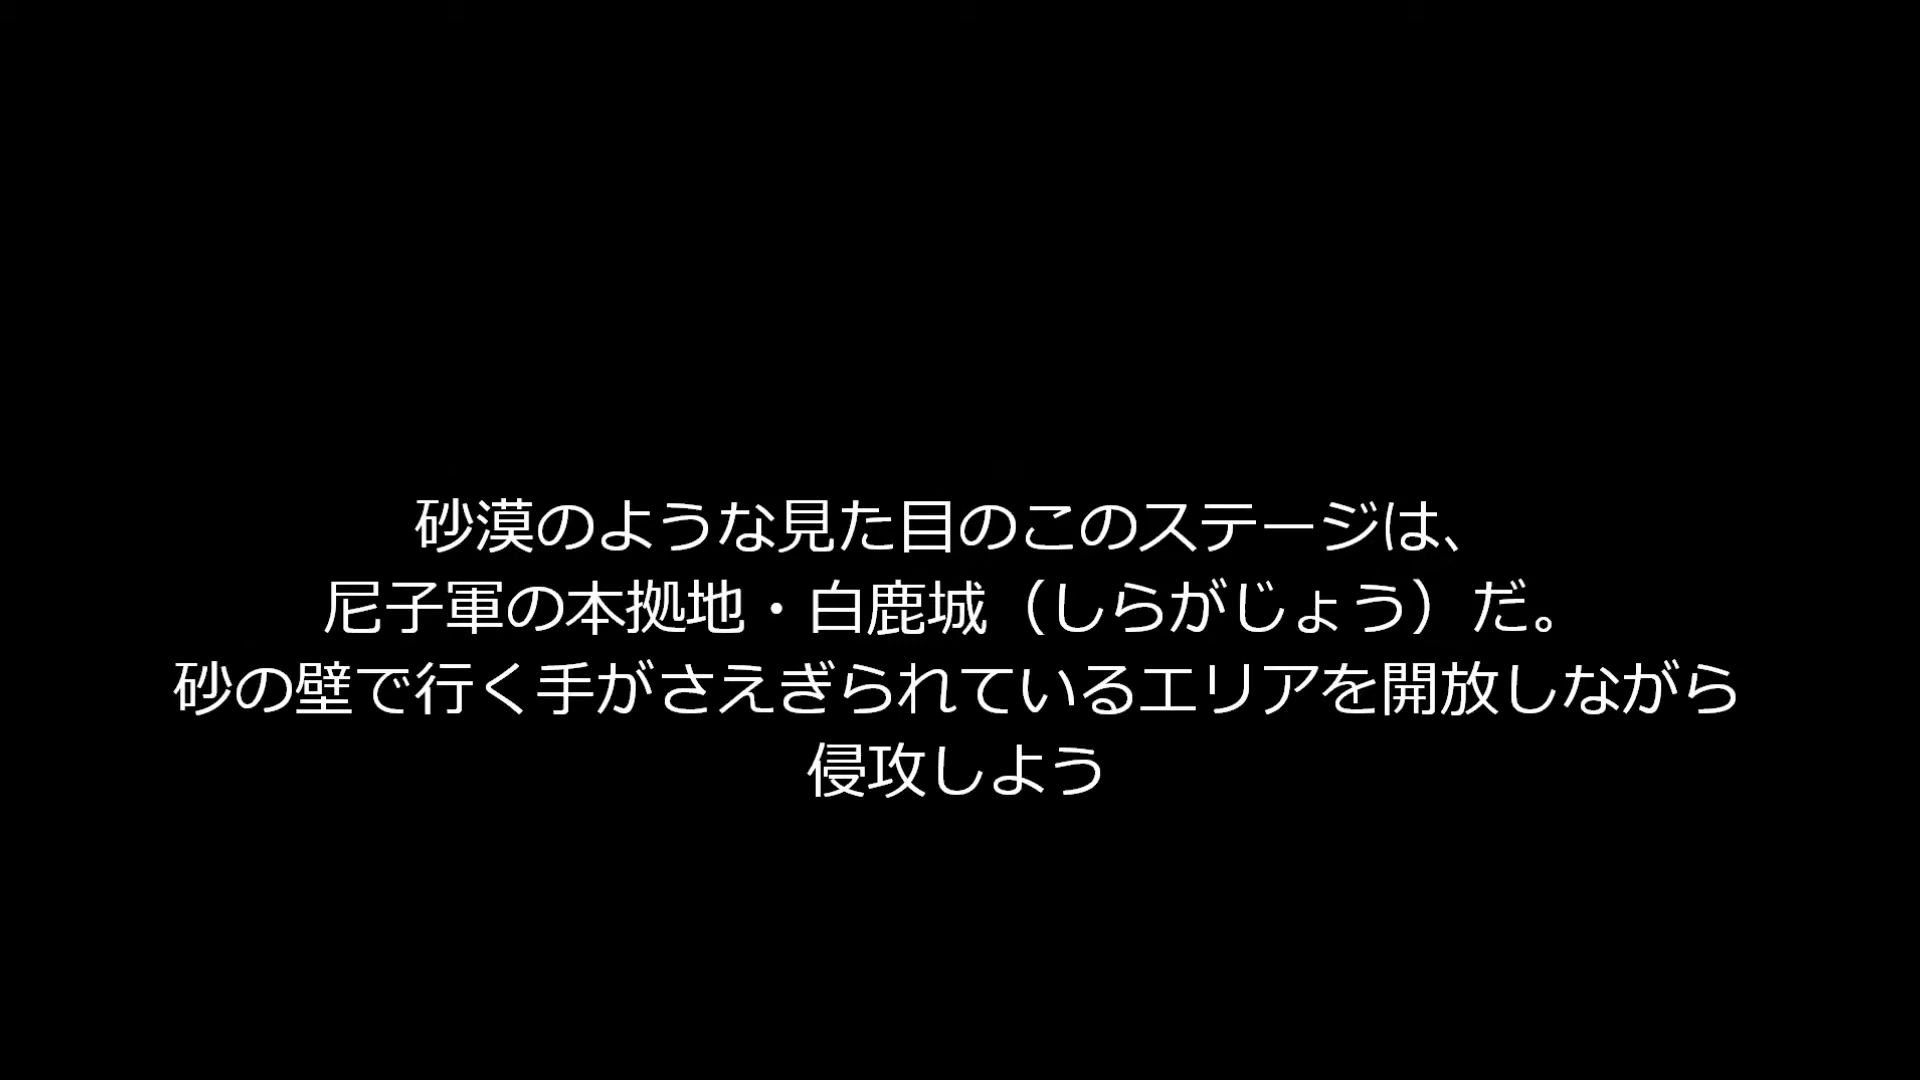 砂漠のような見た目のこのステージは、
尼子軍の本拠地・白鹿城（しらがじょう）だ。
砂の壁で行く手がさえぎられているエリアを開放しながら
侵攻しよう